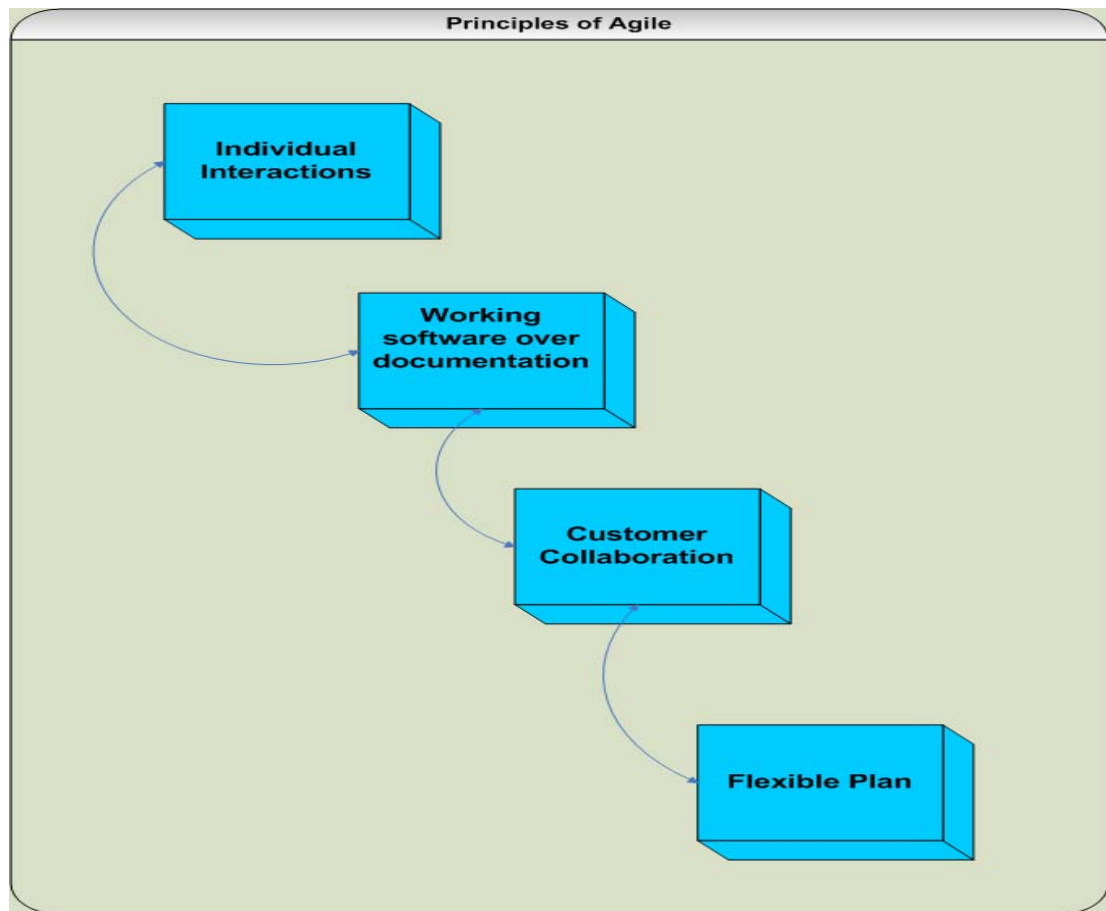 Principles of Agile
Individual
Interactions
Working
software over
documentation
Customer
Collaboration
Flexible Plan